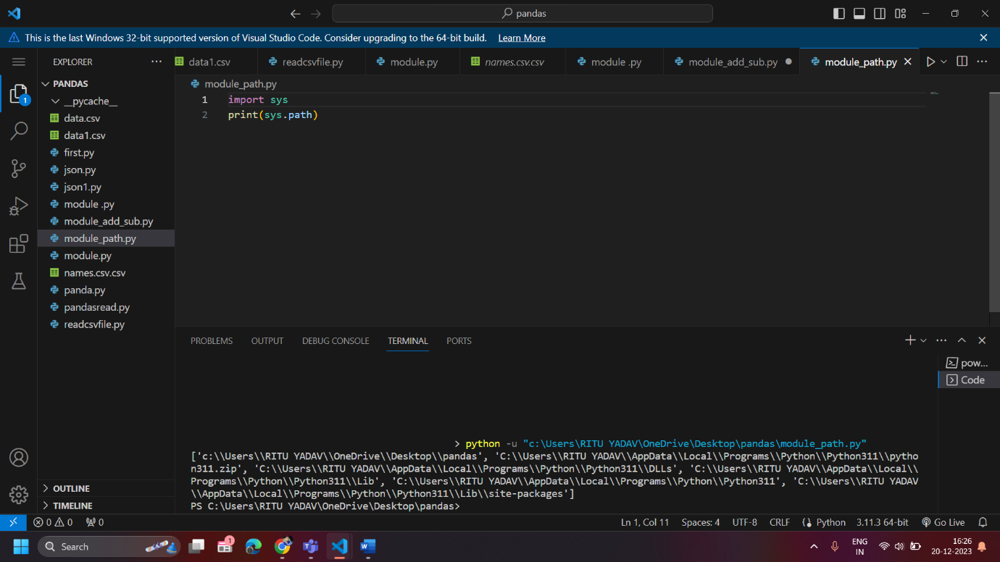 pandas
This is the last Windows 32-bit supported version of Visual Studio Code. Consider upgrading to the 64-bit build. Learn More
EXPLORER
data1.csv readcsvfile.py module.py names.csv.csv module .py module_add_sub.py module_path.py
PANDAS
__pycache__
data.csv
data1.csv
first.py
json.py
json1.py
module .py
module_add_sub.py
module_path.py
module.py
names.csv.csv
panda.py
pandasread.py
readcsvfile.py
OUTLINE
TIMELINE
1
module_path.py
1 import sys
2 print(sys.path)
PROBLEMS OUTPUT DEBUG CONSOLE TERMINAL PORTS
pow...
Code
> python -u "c:\Users\RITU YADAV\OneDrive\Desktop\pandas\module_path.py"
['c:\\Users\\RITU YADAV\\OneDrive\\Desktop\\pandas', 'C:\\Users\\RITU YADAV\\AppData\\Local\\Programs\\Python\\Python311\\pytho
n311.zip', 'C:\\Users\\RITU YADAV\\AppData\\Local\\Programs\\Python\\Python311\\DLLs', 'C:\\Users\\RITU YADAV\\AppData\\Local\\
Programs\\Python\\Python311\\Lib', 'C:\\Users\\RITU YADAV\\AppData\\Local\\Programs\\Python\\Python311', 'C:\\Users\\RITU YADAV
\\AppData\\Local\\Programs\\Python\\Python311\\Lib\\site-packages']
PS C:\Users\RITU YADAV\OneDrive\Desktop\pandas>
0 0 0 Ln 1, Col 11 Spaces: 4 UTF-8 CRLF Python 3.11.3 64-bit Go Live
Search 1 ENG 16:26
IN 20-12-2023